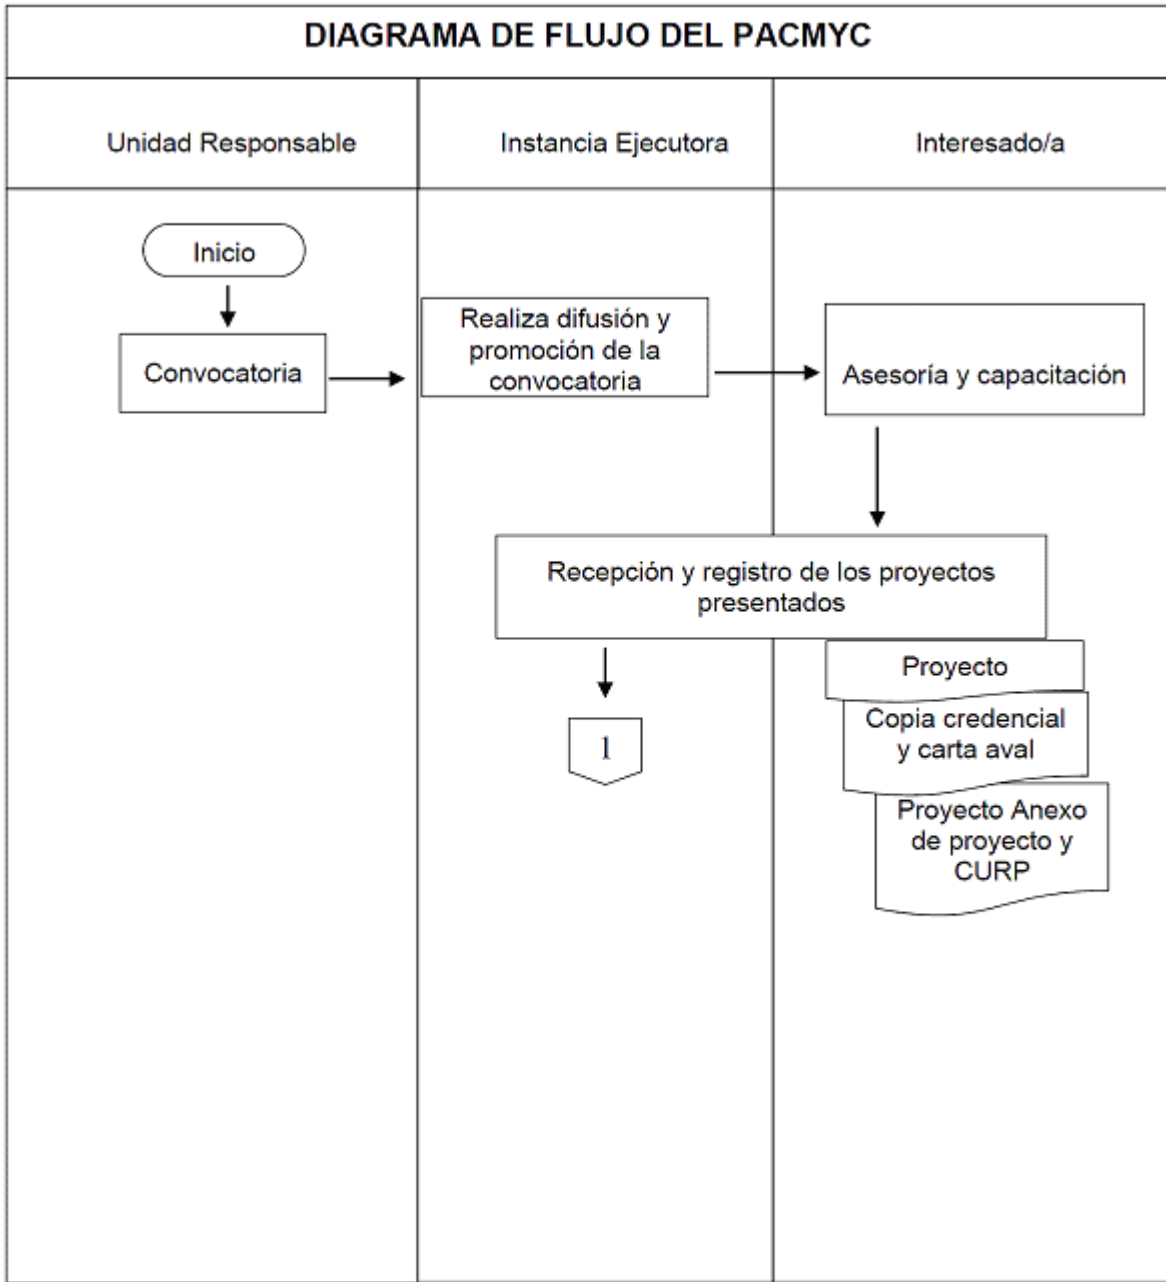 DIAGRAMA DE FLUJO DEL PACMYC
Unidad Responsable
Instancia Ejecutora
Interesado/a
Inicio
Convocatoria
Realiza difusión y
promoción de la
convocatoria
Asesoría y capacitación
Recepción y registro de los proyectos
presentados
Proyecto
Copia credencial
y carta aval
Proyecto Anexo
de proyecto y
CURP
1